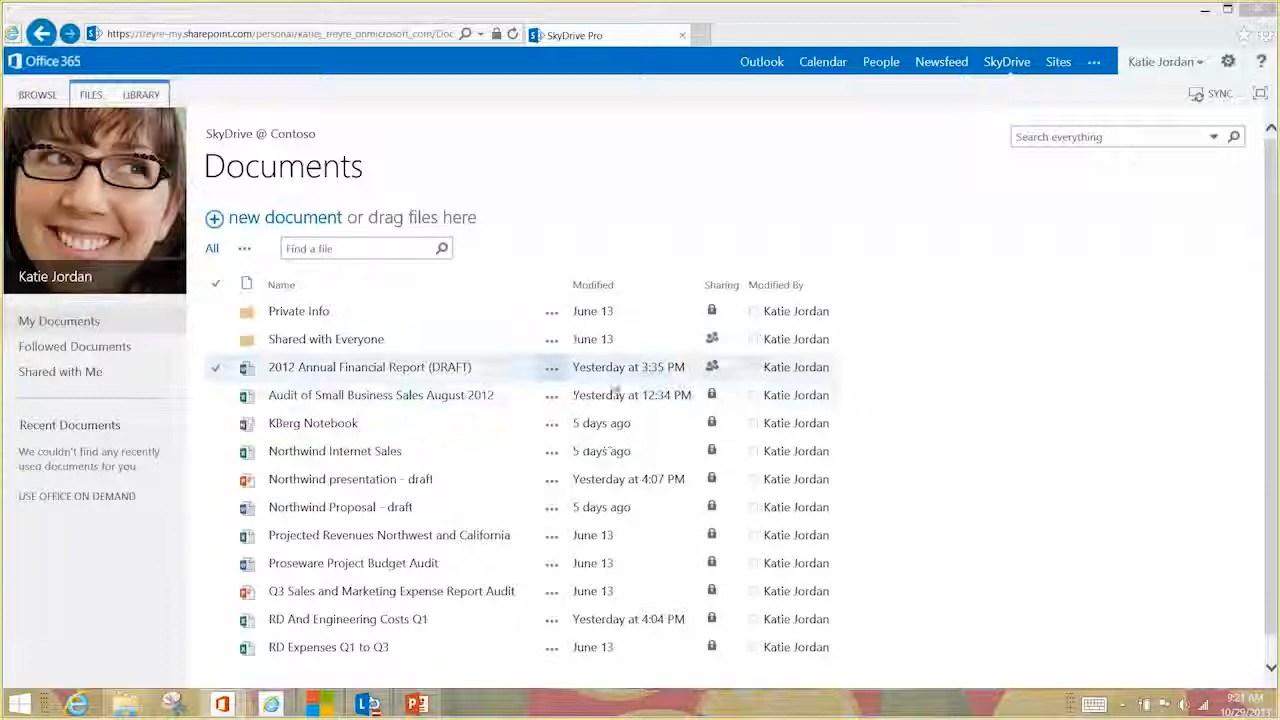 https://treyre-my.sharepoint.com/personal/katiej_treyre_onmicrosoft_com/Doc
SkyDrive Pro
Office 365
Outlook Calendar People Newsfeed SkyDrive Sites ... Katie Jordan ?
BROWSE FILES LIBRARY SYNC
SkyDrive @ Contoso
Search everything
Documents
new document or drag files here
All ... Find a file
Katie Jordan
Name Modified Sharing Modified By
Private Info ... June 13 Katie Jordan
Shared with Everyone ... June 13 Katie Jordan
2012 Annual Financial Report (DRAFT) ... Yesterday at 3:35 PM Katie Jordan
Audit of Small Business Sales August 2012 ... Yesterday at 12:34 PM Katie Jordan
KBerg Notebook ... 5 days ago Katie Jordan
Northwind Internet Sales ... 5 days ago Katie Jordan
Northwind presentation - draft ... Yesterday at 4:07 PM Katie Jordan
Northwind Proposal - draft ... 5 days ago Katie Jordan
Projected Revenues Northwest and California ... June 13 Katie Jordan
Proseware Project Budget Audit ... June 13 Katie Jordan
Q3 Sales and Marketing Expense Report Audit ... June 13 Katie Jordan
RD And Engineering Costs Q1 ... Yesterday at 4:04 PM Katie Jordan
RD Expenses Q1 to Q3 ... June 13 Katie Jordan
My Documents
Followed Documents
Shared with Me
Recent Documents
We couldn't find any recently
used documents for you.
USE OFFICE ON DEMAND
9:21 AM
10/29/2013